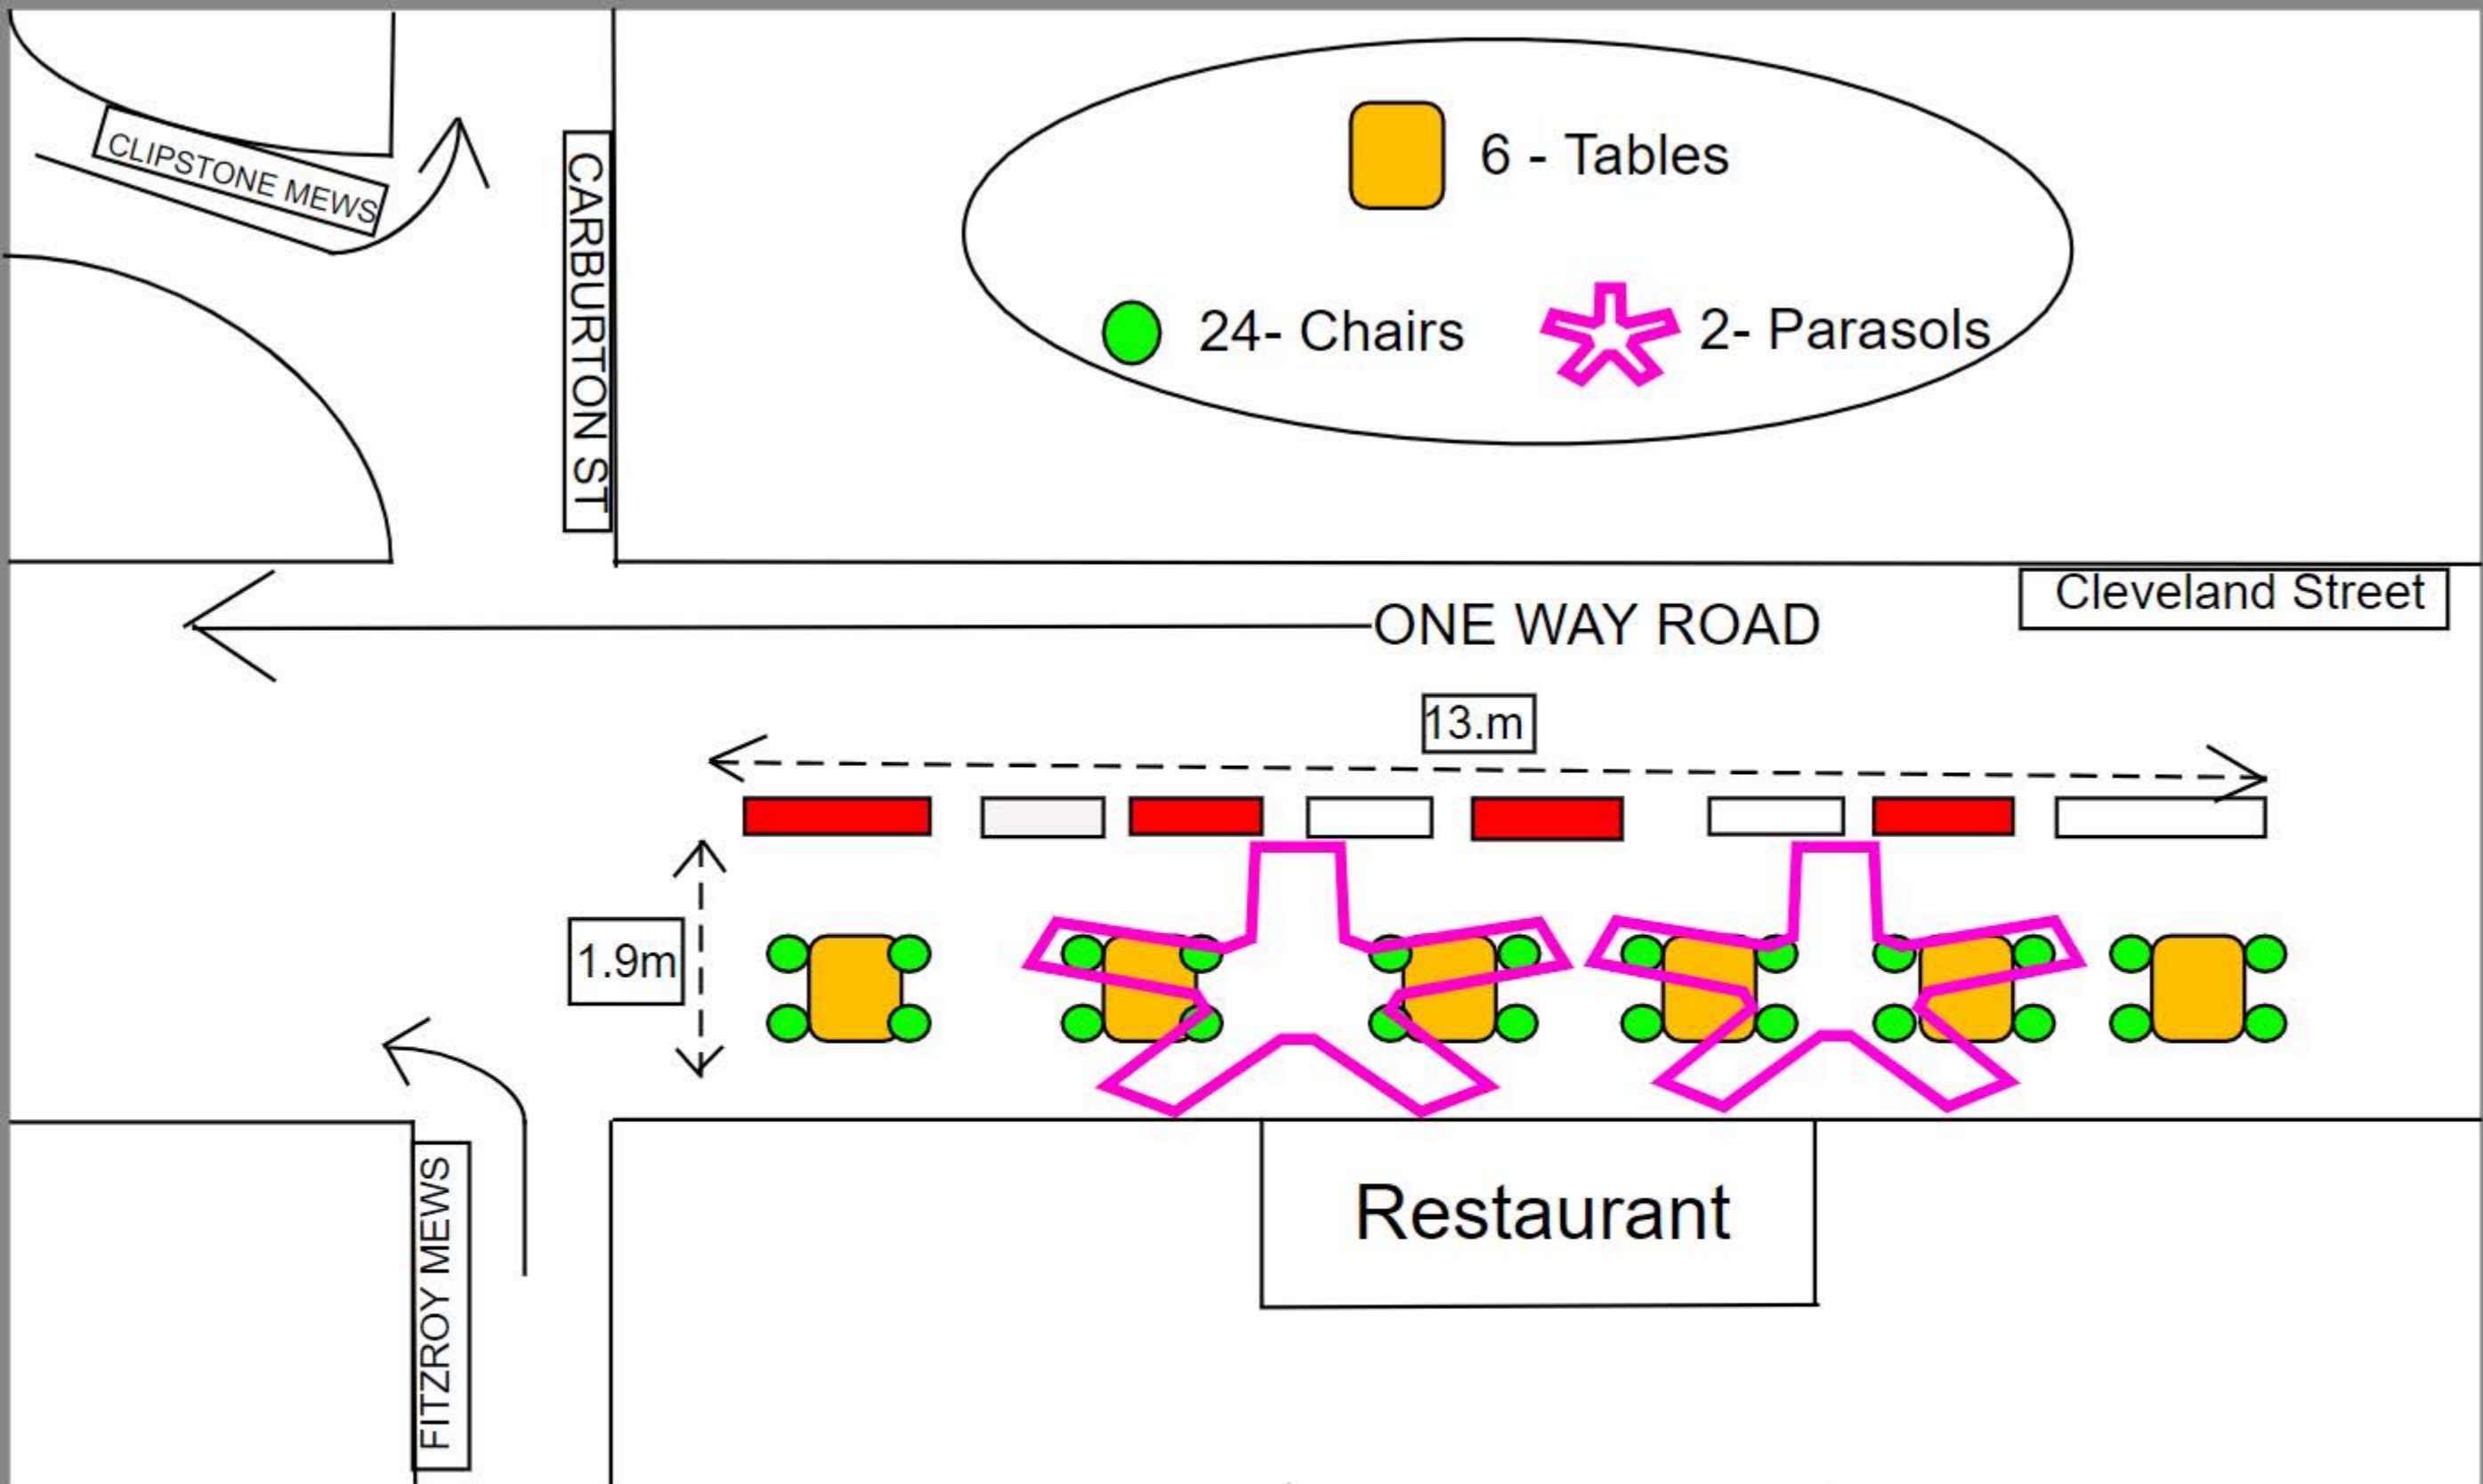 CLIPSTONE MEWS
CARBURTON ST
6 - Tables
24- Chairs
2- Parasols
Cleveland Street
ONE WAY ROAD
13.m
1.9m
Restaurant
FITZROY MEWS